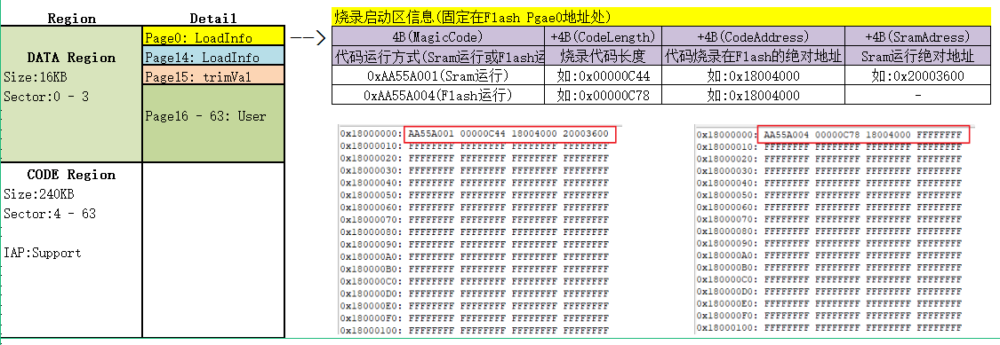 Region
Detail
DATA Region
Size:16KB
Sector:0 - 3
Page0: LoadInfo
Page14: LoadInfo
Page15: trimVal
Page16 - 63: User
CODE Region
Size:240KB
Sector:4 - 63
IAP:Support
-->
烧录启动区信息(固定在Flash Pgae0地址处)
4B(MagicCode) +4B(CodeLength) +4B(CodeAddress) +4B(SramAdress)
代码运行方式(Sram运行或Flash运 烧录代码长度 代码烧录在Flash的绝对地址 Sram运行绝对地址
0xAA55A001(Sram运行) 如:0x00000C44 如:0x18004000 如:0x20003600
0xAA55A004(Flash运行) 如:0x00000C78 如:0x18004000 -
0x18000000: AA55A001 00000C44 18004000 20003600
0x18000010: FFFFFFFF FFFFFFFF FFFFFFFF FFFFFFFF
0x18000020: FFFFFFFF FFFFFFFF FFFFFFFF FFFFFFFF
0x18000030: FFFFFFFF FFFFFFFF FFFFFFFF FFFFFFFF
0x18000040: FFFFFFFF FFFFFFFF FFFFFFFF FFFFFFFF
0x18000050: FFFFFFFF FFFFFFFF FFFFFFFF FFFFFFFF
0x18000060: FFFFFFFF FFFFFFFF FFFFFFFF FFFFFFFF
0x18000070: FFFFFFFF FFFFFFFF FFFFFFFF FFFFFFFF
0x18000080: FFFFFFFF FFFFFFFF FFFFFFFF FFFFFFFF
0x18000090: FFFFFFFF FFFFFFFF FFFFFFFF FFFFFFFF
0x180000A0: FFFFFFFF FFFFFFFF FFFFFFFF FFFFFFFF
0x180000B0: FFFFFFFF FFFFFFFF FFFFFFFF FFFFFFFF
0x180000C0: FFFFFFFF FFFFFFFF FFFFFFFF FFFFFFFF
0x180000D0: FFFFFFFF FFFFFFFF FFFFFFFF FFFFFFFF
0x180000E0: FFFFFFFF FFFFFFFF FFFFFFFF FFFFFFFF
0x180000F0: FFFFFFFF FFFFFFFF FFFFFFFF FFFFFFFF
0x18000100: FFFFFFFF FFFFFFFF FFFFFFFF FFFFFFFF
0x18000000: AA55A004 00000C78 18004000 FFFFFFFF
0x18000010: FFFFFFFF FFFFFFFF FFFFFFFF FFFFFFFF
0x18000020: FFFFFFFF FFFFFFFF FFFFFFFF FFFFFFFF
0x18000030: FFFFFFFF FFFFFFFF FFFFFFFF FFFFFFFF
0x18000040: FFFFFFFF FFFFFFFF FFFFFFFF FFFFFFFF
0x18000050: FFFFFFFF FFFFFFFF FFFFFFFF FFFFFFFF
0x18000060: FFFFFFFF FFFFFFFF FFFFFFFF FFFFFFFF
0x18000070: FFFFFFFF FFFFFFFF FFFFFFFF FFFFFFFF
0x18000080: FFFFFFFF FFFFFFFF FFFFFFFF FFFFFFFF
0x18000090: FFFFFFFF FFFFFFFF FFFFFFFF FFFFFFFF
0x180000A0: FFFFFFFF FFFFFFFF FFFFFFFF FFFFFFFF
0x180000B0: FFFFFFFF FFFFFFFF FFFFFFFF FFFFFFFF
0x180000C0: FFFFFFFF FFFFFFFF FFFFFFFF FFFFFFFF
0x180000D0: FFFFFFFF FFFFFFFF FFFFFFFF FFFFFFFF
0x180000E0: FFFFFFFF FFFFFFFF FFFFFFFF FFFFFFFF
0x180000F0: FFFFFFFF FFFFFFFF FFFFFFFF FFFFFFFF
0x18000100: FFFFFFFF FFFFFFFF FFFFFFFF FFFFFFFF